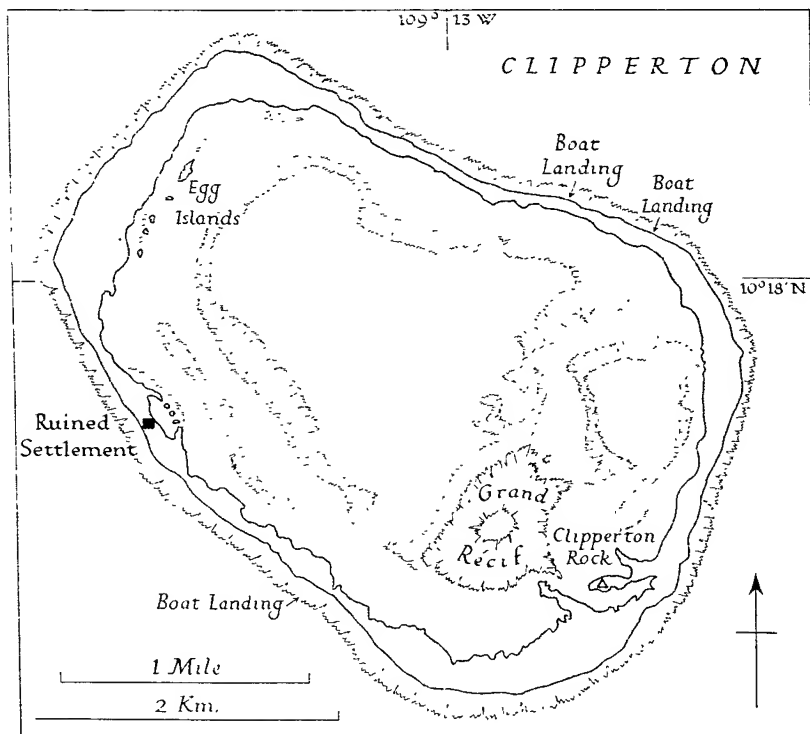 109° 13 W
CLIPPERTON
Boat
Landing
Boat
Landing
Egg
Islands
10° 18′ N
Ruined
Settlement
Grand
Recif
Clipperton
Rock
Boat Landing
1 Mile
2 Km.